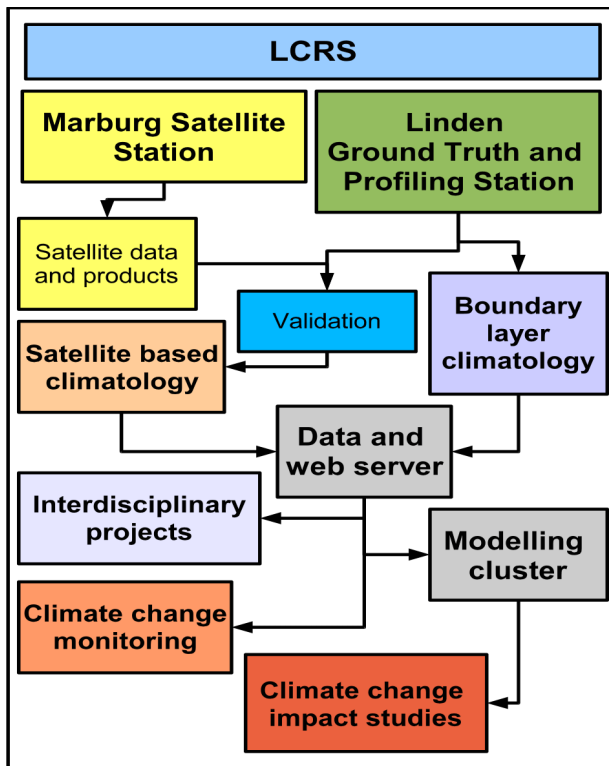 LCRS
Marburg Satellite
Station
Linden
Ground Truth and
Profiling Station
Satellite data
and products
Validation
Boundary
layer
climatology
Satellite based
climatology
Data and
web server
Interdisciplinary
projects
Modelling
cluster
Climate change
monitoring
Climate change
impact studies